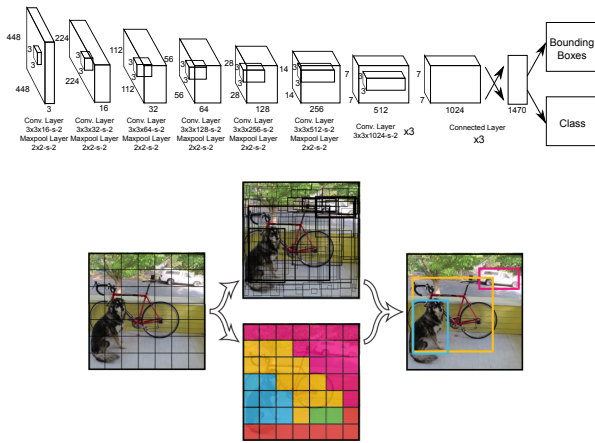 448
448
3
3
3
224
224
3
3
16
112
112
3
3
32
56
56
3
3
64
28
28
3
3
128
14
14
3
3
256
7
7
3
3
512
7
7
1024
1470
Bounding
Boxes
Class
Conv. Layer
3x3x16-s-2
Maxpool Layer
2x2-s-2
Conv. Layer
3x3x32-s-2
Maxpool Layer
2x2-s-2
Conv. Layer
3x3x64-s-2
Maxpool Layer
2x2-s-2
Conv. Layer
3x3x128-s-2
Maxpool Layer
2x2-s-2
Conv. Layer
3x3x256-s-2
Maxpool Layer
2x2-s-2
Conv. Layer
3x3x512-s-2
Maxpool Layer
2x2-s-2
Conv. Layer
3x3x1024-s-2
x3
Connected Layer
x3